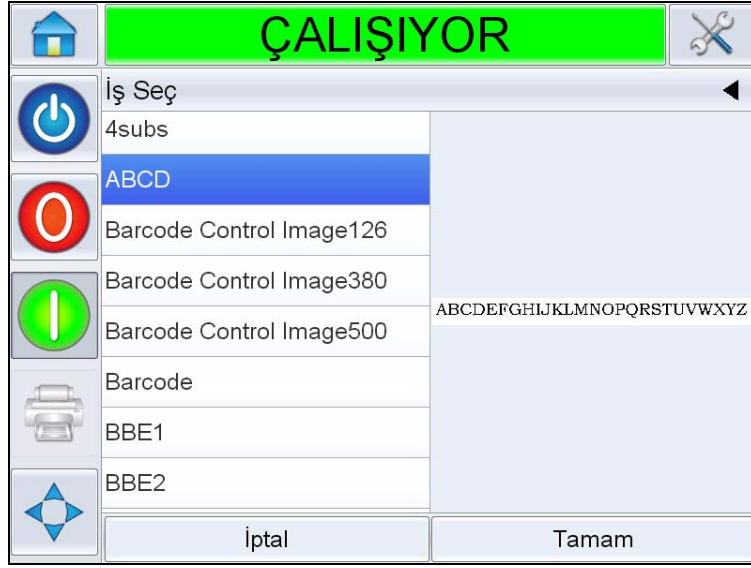 ÇALIŞIYOR
İş Seç
4subs
ABCD
Barcode Control Image126
Barcode Control Image380
Barcode Control Image500
Barcode
BBE1
BBE2
ABCDEFGHIJKLMNOPQRSTUVWXYZ
İptal
Tamam